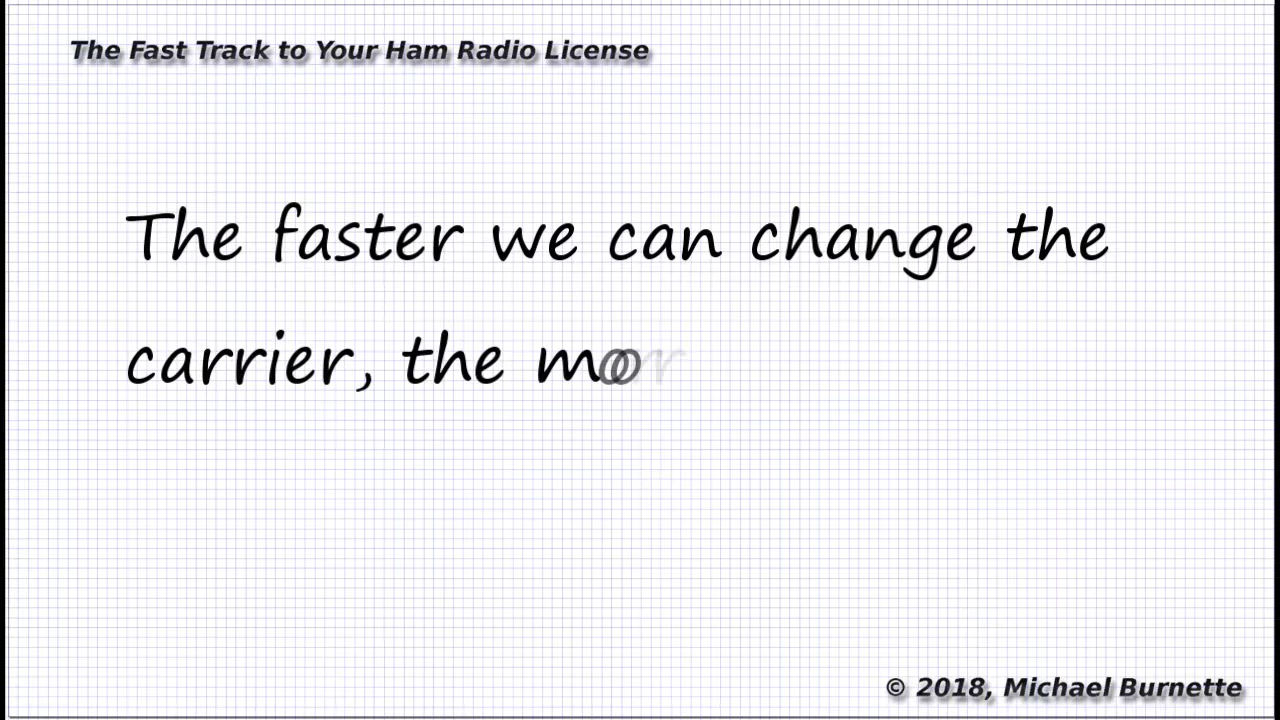 The Fast Track to Your Ham Radio License
The faster we can change the
carrier, the mor
© 2018, Michael Burnette